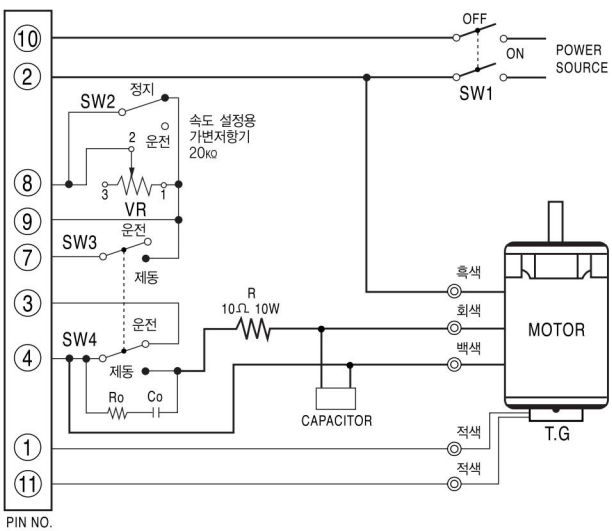 OFF
⑩
ON
POWER
SOURCE
②
SW1
정지
SW2
운전
속도 설정용
가변저항기
20KΩ
2
⑧
3
1
VR
⑨
SW3
운전
⑦
제동
흑색
③
R
10Ω 10W
회색
SW4
운전
MOTOR
④
백색
제동
Ro
Co
CAPACITOR
적색
T.G
①
적색
⑪
PIN NO.